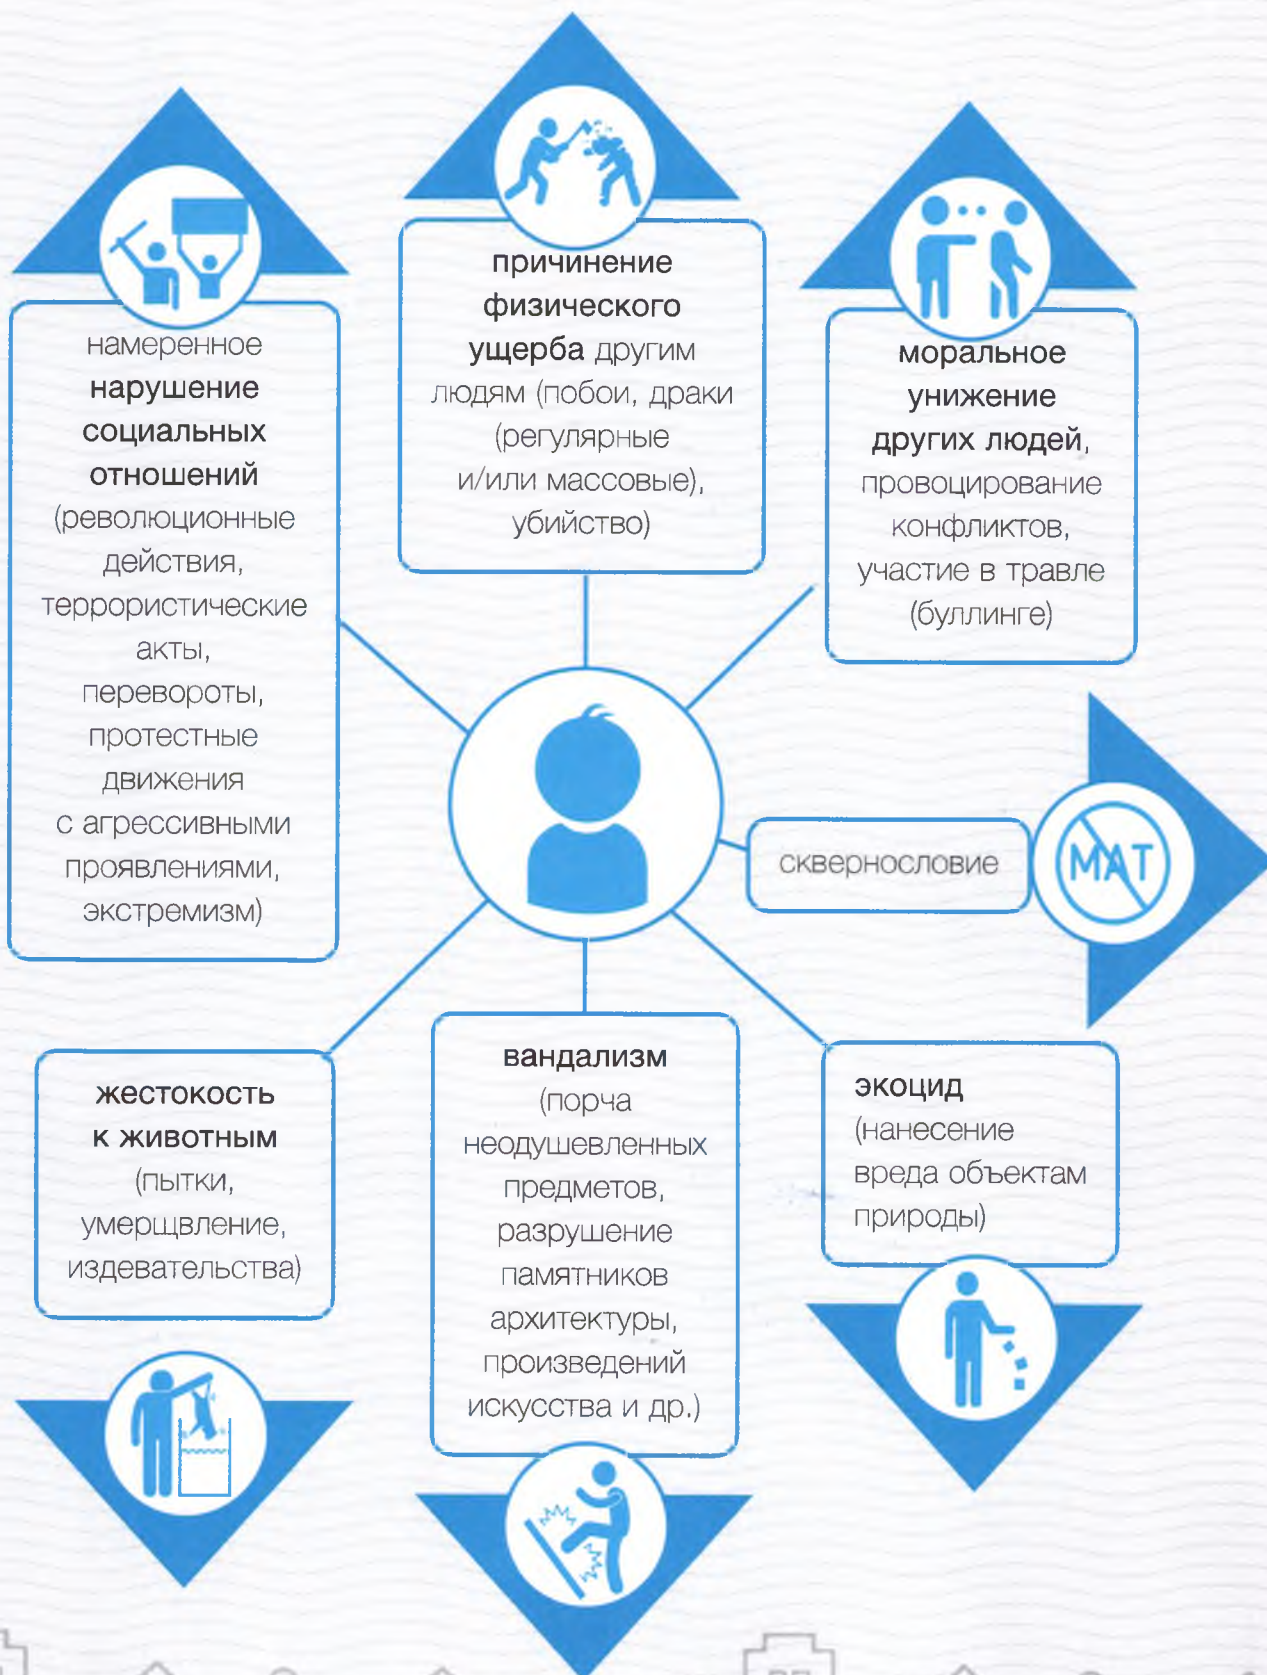 намеренное
нарушение
социальных
отношений
(революционные
действия,
террористические
акты,
перевороты,
протестные
движения
с агрессивными
проявлениями,
экстремизм)
причинение
физического
ущерба другим
людям (побои, драки
(регулярные
и/или массовые),
убийство)
моральное
унижение
других людей,
провоцирование
конфликтов,
участие в травле
(буллинге)
сквернословие
МАТ
жестокость
к животным
(пытки,
умерщвление,
издевательства)
вандализм
(порча
неодушевленных
предметов,
разрушение
памятников
архитектуры,
произведений
искусства и др.)
экоцид
(нанесение
вреда объектам
природы)